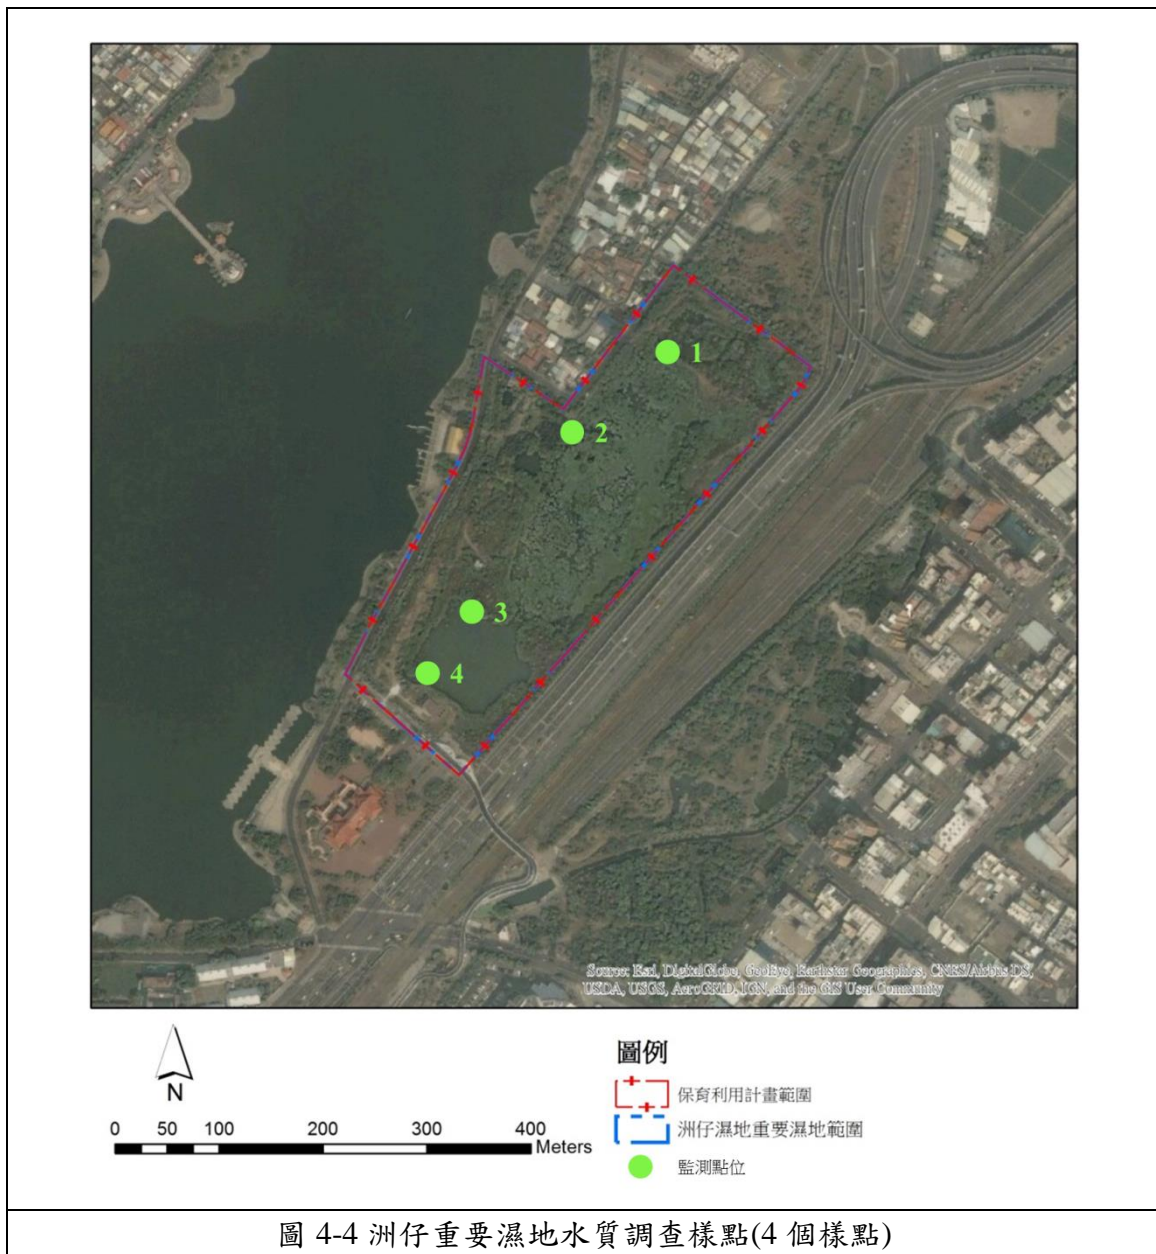 1
2
3
4
Source: Esri, DigitalGlobe, GeoEye, Earthstar Geographics, CNES/Airbus DS,
USDA, USGS, AeroGRID, IGN, and the GIS User Community
N
0 50 100 200 300 400
Meters
圖例
保育利用計畫範圍
洲仔濕地重要濕地範圍
監測點位
圖 4-4 洲仔重要濕地水質調查樣點(4 個樣點)